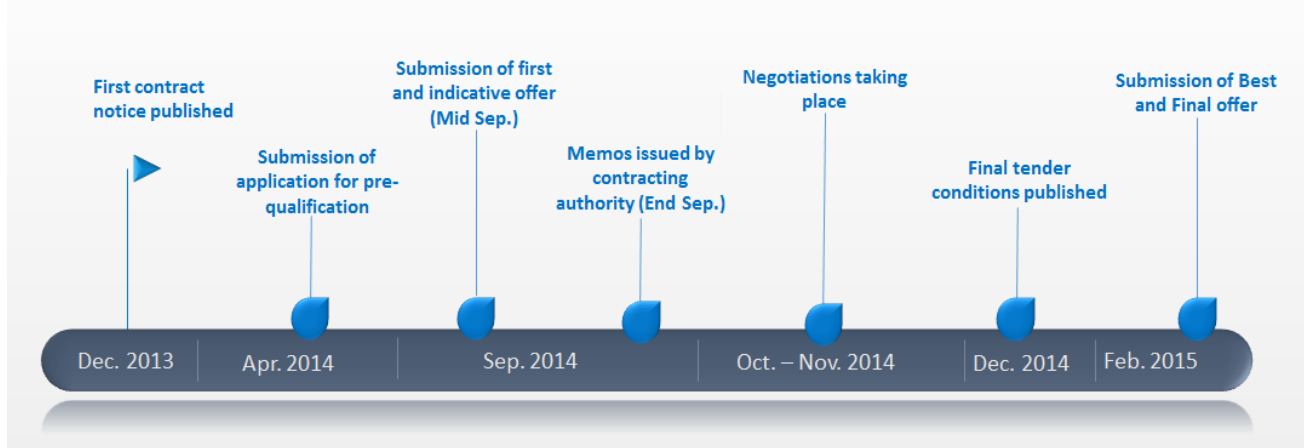 First contract
notice published
Submission of
application for pre-
qualification
Submission of first
and indicative offer
(Mid Sep.)
Memos issued by
contracting
authority (End Sep.)
Negotiations taking
place
Final tender
conditions published
Submission of Best
and Final offer
Dec. 2013
Apr. 2014
Sep. 2014
Oct. – Nov. 2014
Dec. 2014
Feb. 2015